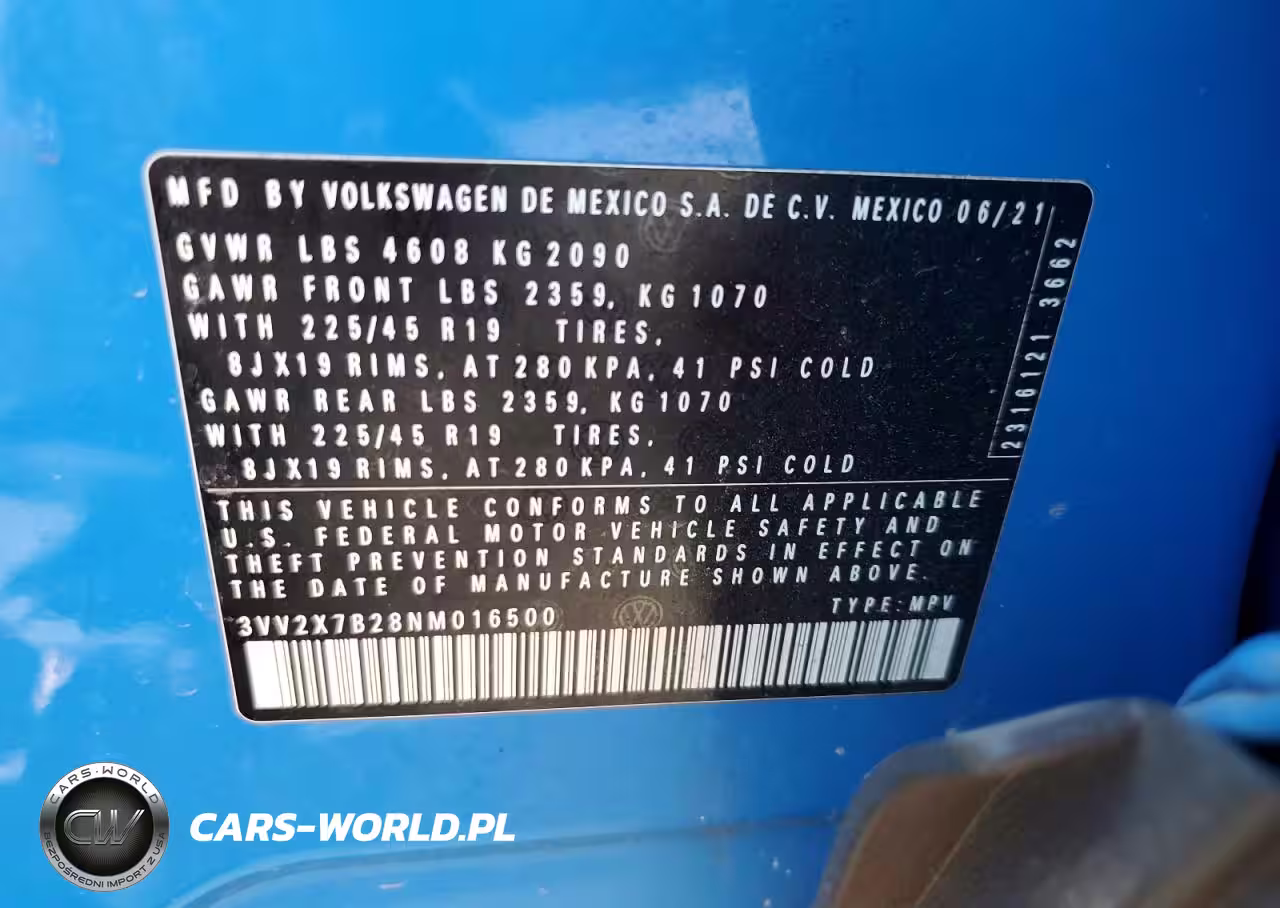 MFD BY VOLKSWAGEN DE MEXICO S.A. DE C.V. MEXICO 06/21
GVWR LBS 4608 KG 2090
GAWR FRONT LBS 2359, KG 1070
WITH 225/45 R19 TIRES,
8JX19 RIMS, AT 280 KPA, 41 PSI COLD
GAWR REAR LBS 2359, KG 1070
WITH 225/45 R19 TIRES,
8JX19 RIMS, AT 280 KPA, 41 PSI COLD
2316121 3662
THIS VEHICLE CONFORMS TO ALL APPLICABLE
U.S. FEDERAL MOTOR VEHICLE SAFETY AND
THEFT PREVENTION STANDARDS IN EFFECT ON
THE DATE OF MANUFACTURE SHOWN ABOVE.
TYPE: MPV
3VV2X7B28NM016500
CARS-WORLD
CW
BEZPOŚREDNI IMPORT Z USA
CARS-WORLD.PL